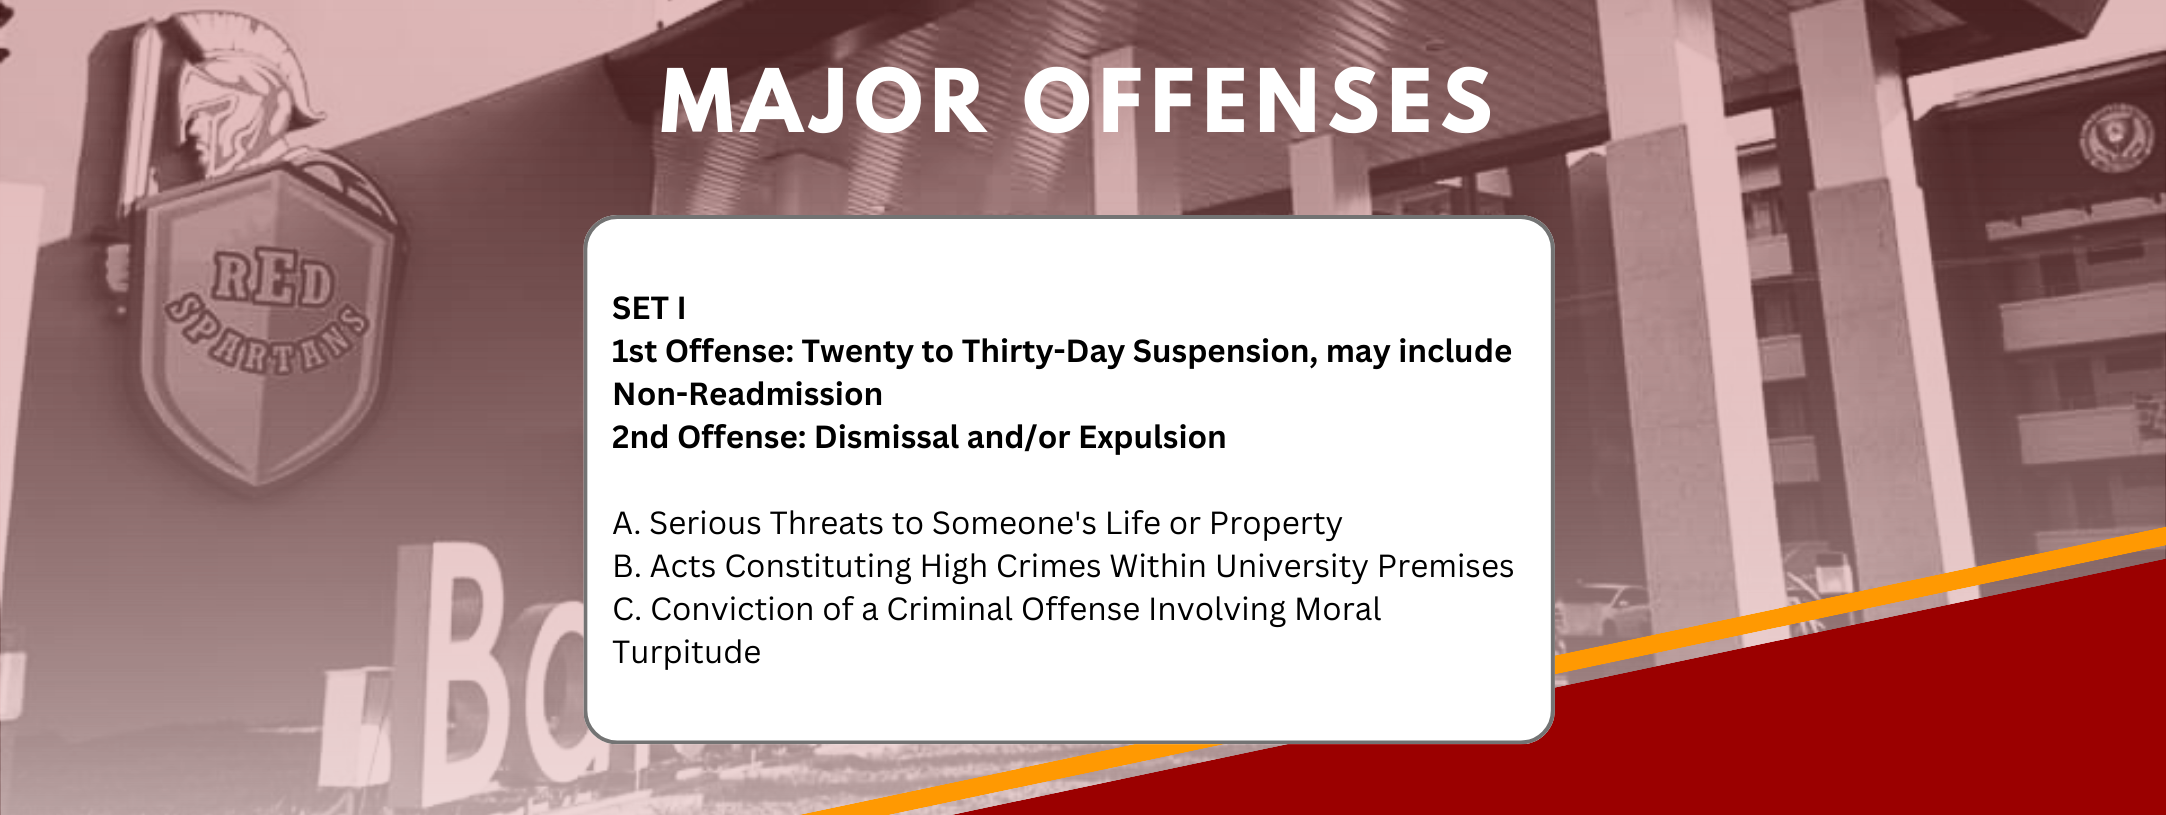 MAJOR OFFENSES
RED
SPARTANS
SET I
1st Offense: Twenty to Thirty-Day Suspension, may include
Non-Readmission
2nd Offense: Dismissal and/or Expulsion
A. Serious Threats to Someone's Life or Property
B. Acts Constituting High Crimes Within University Premises
C. Conviction of a Criminal Offense Involving Moral
Turpitude